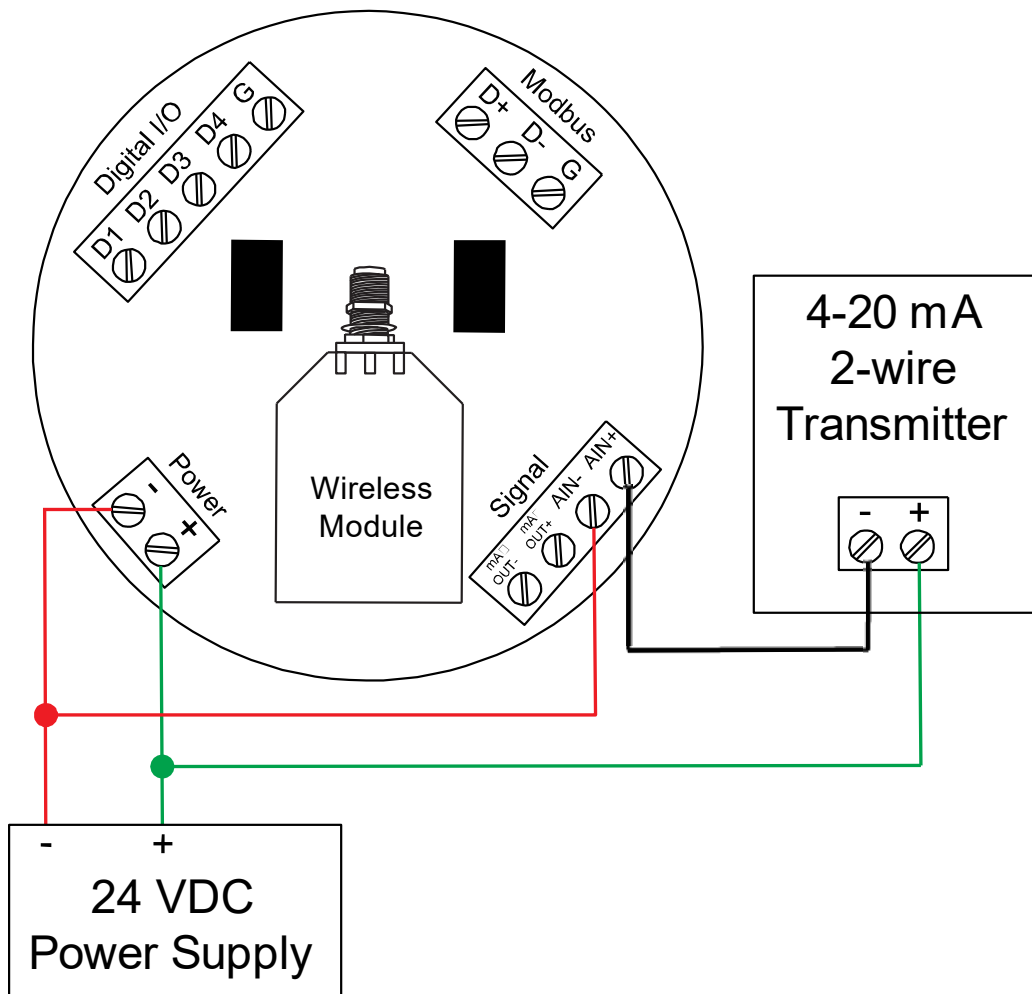 Digital I/O
D1 D2 D3 D4 G
Modbus
D+ D- G
4-20 mA
2-wire
Transmitter
- +
Power
- +
Wireless
Module
Signal
mA□
OUT-
mA□
OUT+
AIN-
AIN+
- +
24 VDC
Power Supply